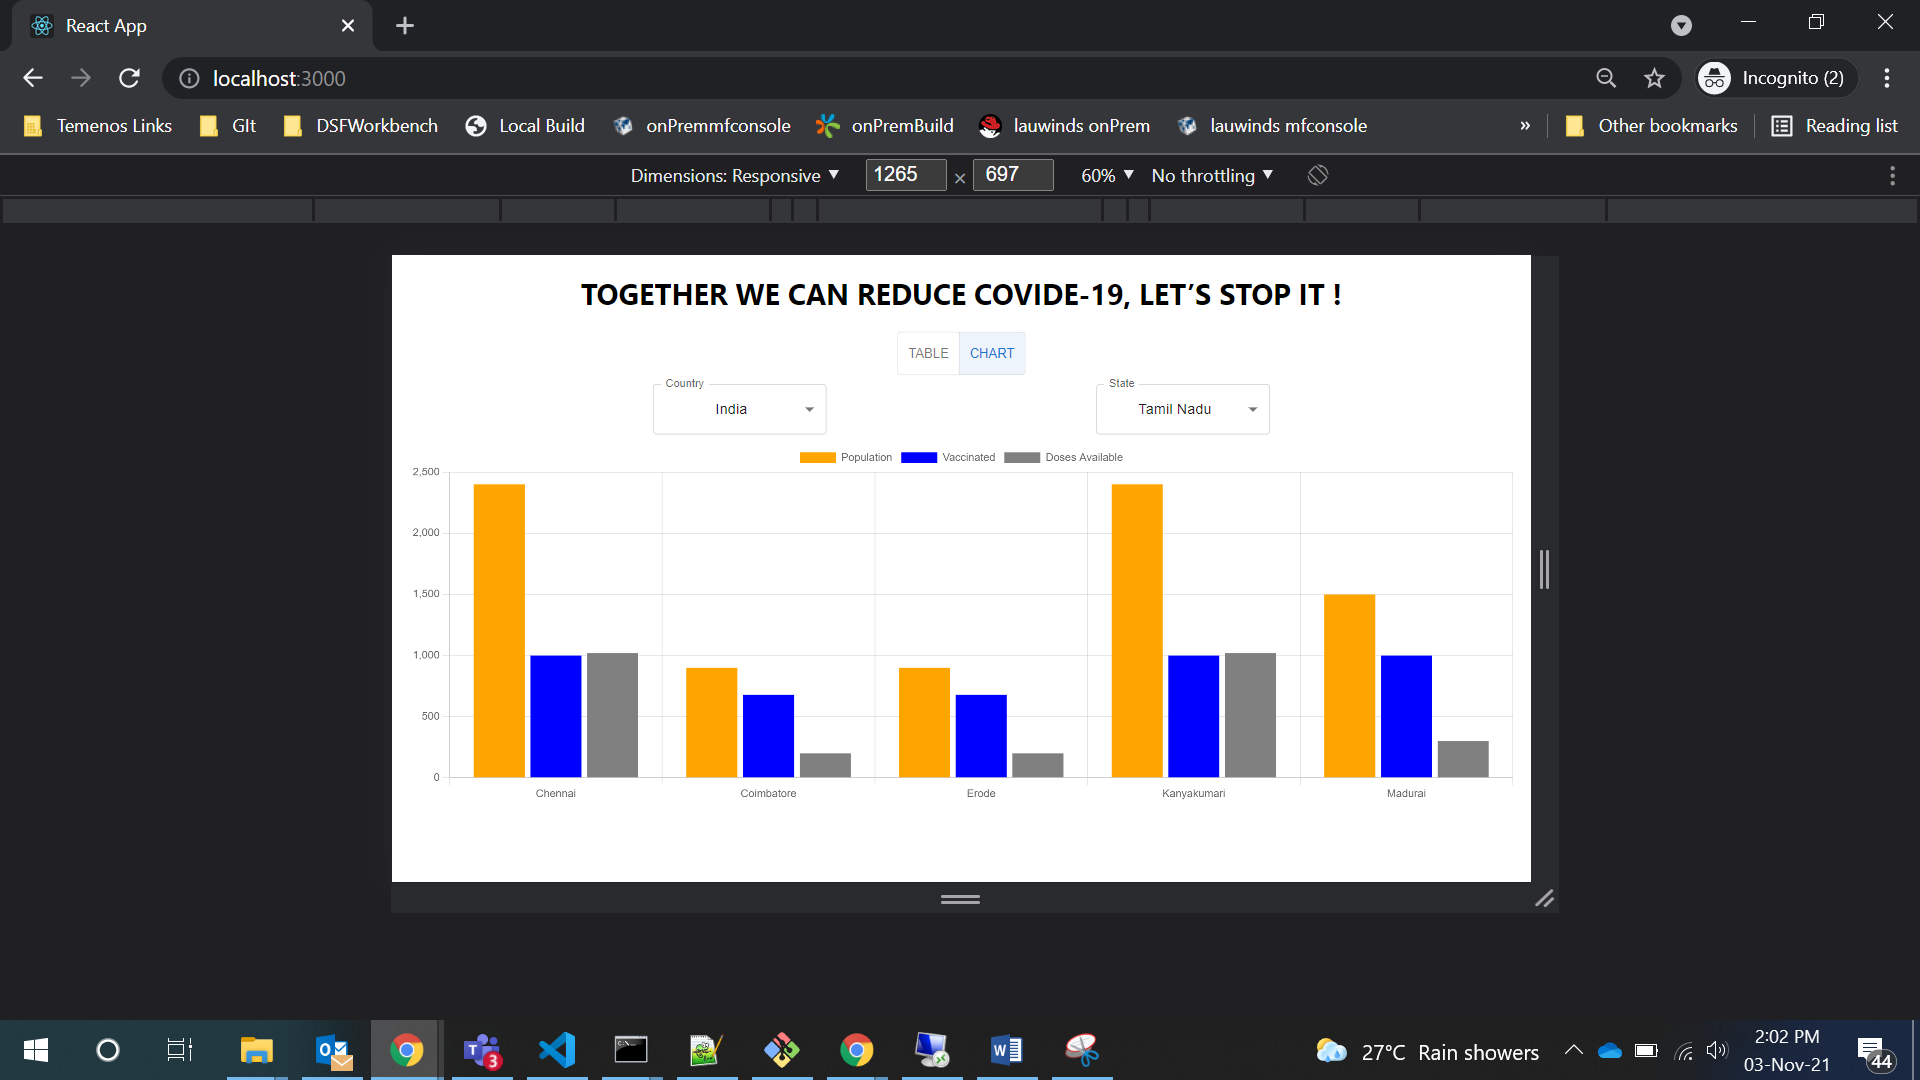 React App
localhost:3000
Incognito (2)
Temenos Links
GIt
DSFWorkbench
Local Build
onPremmfconsole
onPremBuild
lauwinds onPrem
lauwinds mfconsole
»
Other bookmarks
Reading list
Dimensions: Responsive
1265 × 697
60%
No throttling
TOGETHER WE CAN REDUCE COVIDE-19, LET’S STOP IT !
TABLE CHART
Country
India
State
Tamil Nadu
Population Vaccinated Doses Available
2,500
2,000
1,500
1,000
500
0
Chennai Coimbatore Erode Kanyakumari Madurai
27°C Rain showers
2:02 PM
03-Nov-21
3
44